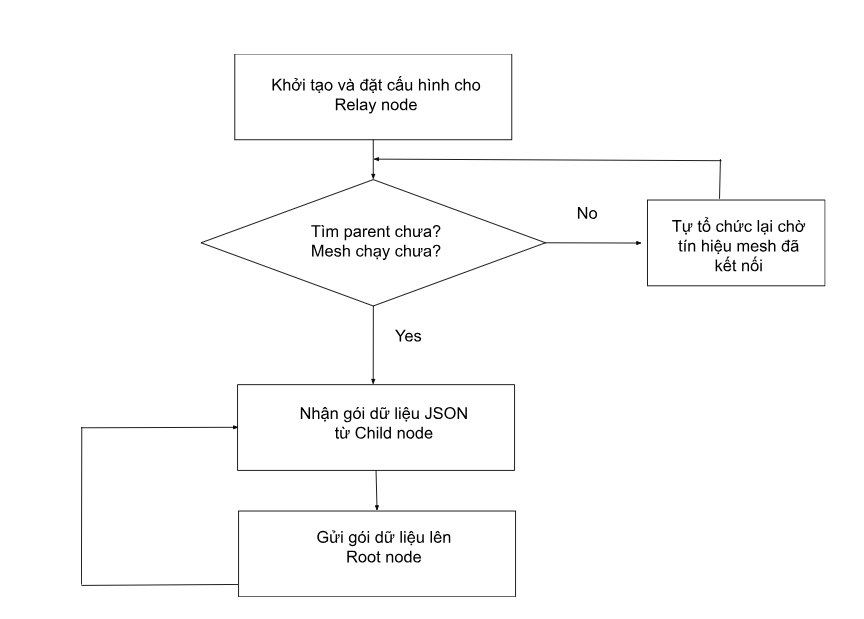 Khởi tạo và đặt cấu hình cho
Relay node
Tìm parent chưa?
Mesh chạy chưa?
No
Tự tổ chức lại chờ
tín hiệu mesh đã
kết nối
Yes
Nhận gói dữ liệu JSON
từ Child node
Gửi gói dữ liệu lên
Root node